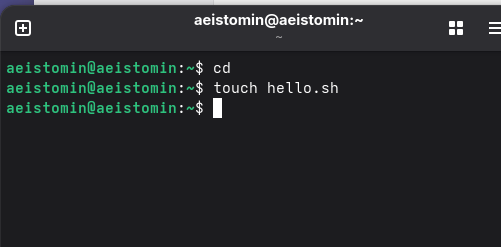 aeistomin@aeistomin:~
~
aeistomin@aeistomin:~$ cd
aeistomin@aeistomin:~$ touch hello.sh
aeistomin@aeistomin:~$